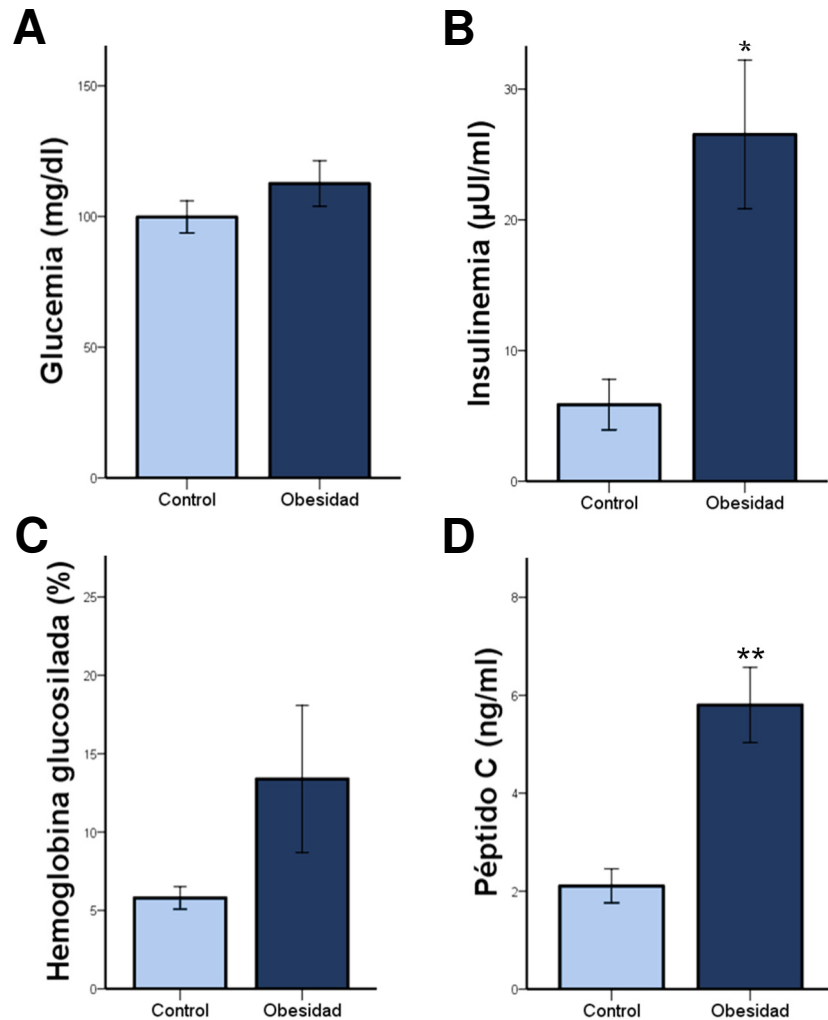 A
Glucemia (mg/dl)
150
100
50
0
Control
Obesidad
B
Insulinemia (µUI/ml)
30
20
10
0
*
Control
Obesidad
C
Hemoglobina glucosilada (%)
25
20
15
10
5
0
Control
Obesidad
D
Péptido C (ng/ml)
8
6
4
2
0
**
Control
Obesidad